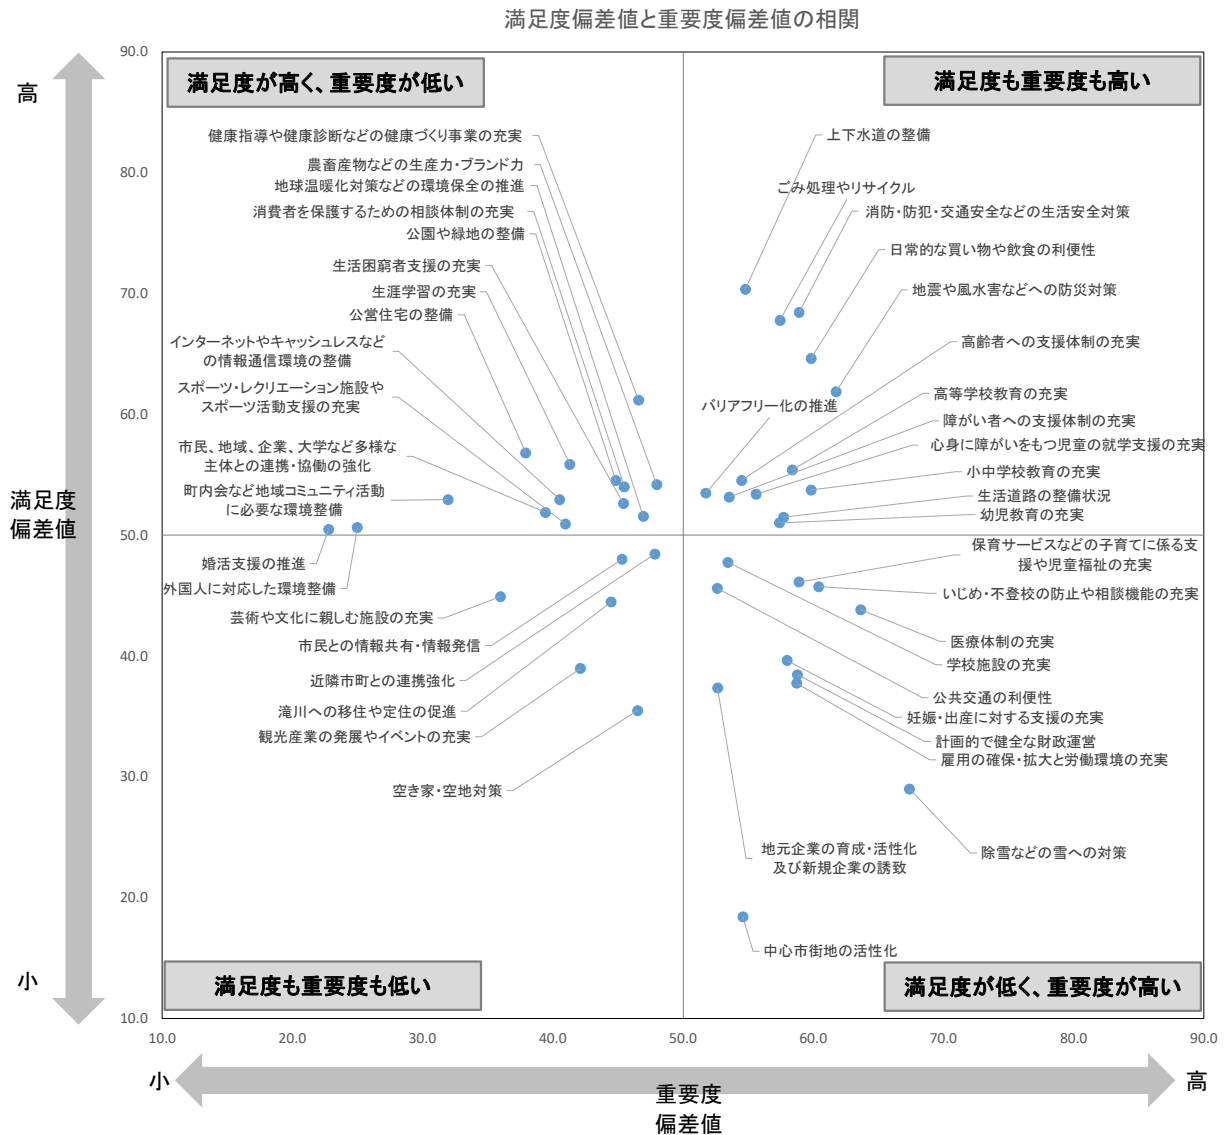 満足度偏差値と重要度偏差値の相関
90.0
80.0
70.0
60.0
50.0
40.0
30.0
20.0
10.0
高
満足度
偏差値
小
満足度が高く、重要度が低い
満足度も重要度も高い
健康指導や健康診断などの健康づくり事業の充実
農畜産物などの生産力・ブランド力
地球温暖化対策などの環境保全の推進
消費者を保護するための相談体制の充実
公園や緑地の整備
生活困窮者支援の充実
生涯学習の充実
公営住宅の整備
インターネットやキャッシュレスなど
の情報通信環境の整備
スポーツ・レクリエーション施設や
スポーツ活動支援の充実
市民、地域、企業、大学など多様な
主体との連携・協働の強化
町内会など地域コミュニティ活動
に必要な環境整備
婚活支援の推進
外国人に対応した環境整備
芸術や文化に親しむ施設の充実
市民との情報共有・情報発信
近隣市町との連携強化
滝川への移住や定住の促進
観光産業の発展やイベントの充実
空き家・空地対策
上下水道の整備
ごみ処理やリサイクル
消防・防犯・交通安全などの生活安全対策
日常的な買い物や飲食の利便性
地震や風水害などへの防災対策
高齢者への支援体制の充実
高等学校教育の充実
バリアフリー化の推進
障がい者への支援体制の充実
心身に障がいをもつ児童の就学支援の充実
小中学校教育の充実
生活道路の整備状況
幼児教育の充実
保育サービスなどの子育てに係る支
援や児童福祉の充実
いじめ・不登校の防止や相談機能の充実
医療体制の充実
学校施設の充実
公共交通の利便性
妊娠・出産に対する支援の充実
計画的で健全な財政運営
雇用の確保・拡大と労働環境の充実
地元企業の育成・活性化
及び新規企業の誘致
除雪などの雪への対策
中心市街地の活性化
満足度も重要度も低い
満足度が低く、重要度が高い
10.0
20.0
30.0
40.0
50.0
60.0
70.0
80.0
90.0
小
重要度
偏差値
高